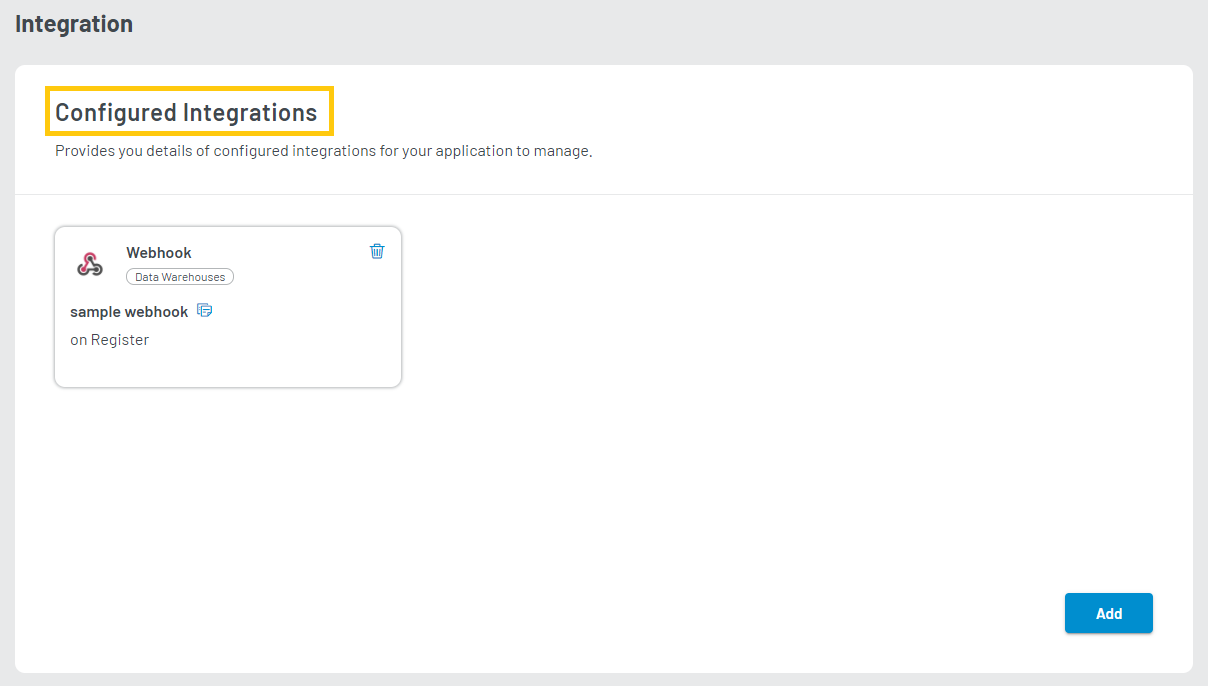 Integration
Configured Integrations
Provides you details of configured integrations for your application to manage.
Webhook
Data Warehouses
sample webhook
on Register
Add